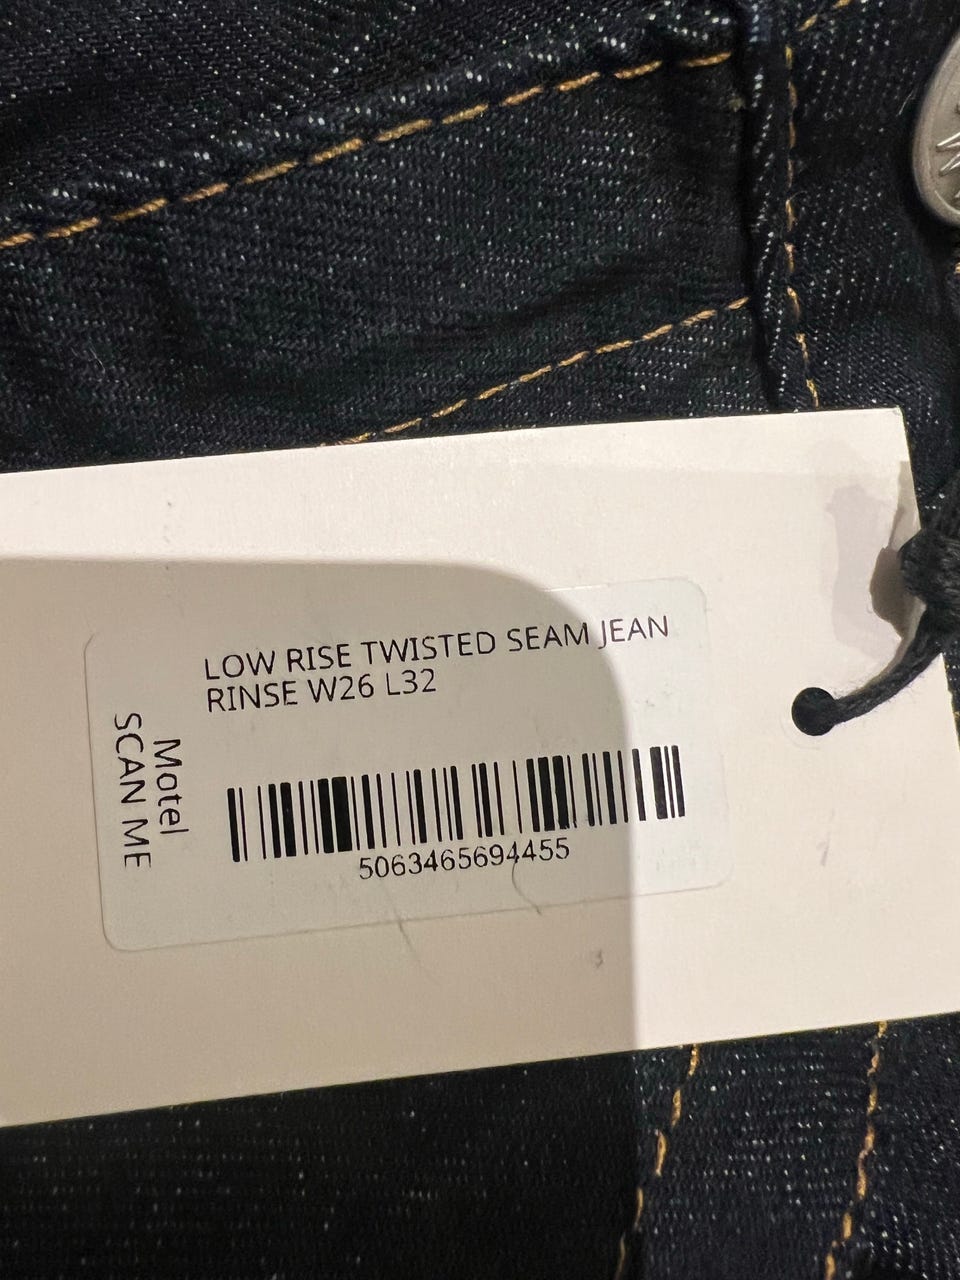 LOW RISE TWISTED SEAM JEAN
RINSE W26 L32
Motel
SCAN ME
5063465694455